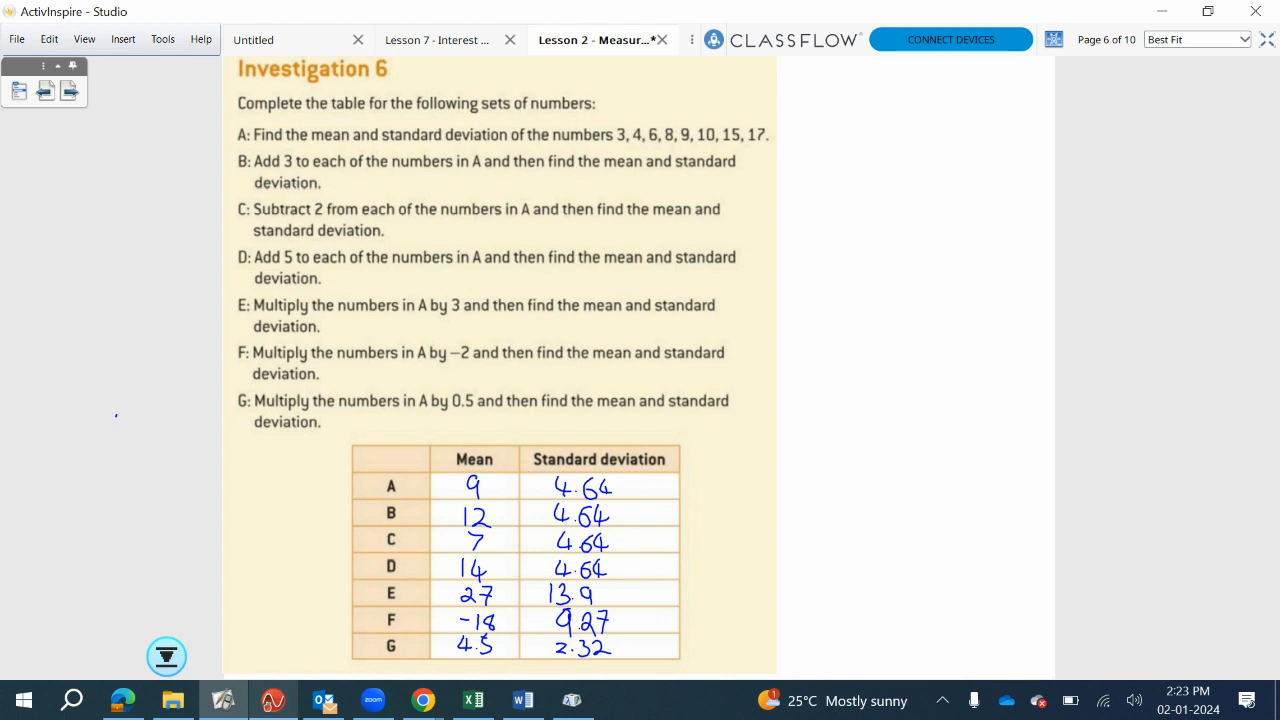 ActivInspire - Studio
File Edit View Insert Tools Help Untitled Lesson 7 - Interest ... Lesson 2 - Measur...* CLASSFLOW CONNECT DEVICES Page 6 of 10 Best Fit
Investigation 6
Complete the table for the following sets of numbers:
A: Find the mean and standard deviation of the numbers 3, 4, 6, 8, 9, 10, 15, 17.
B: Add 3 to each of the numbers in A and then find the mean and standard
deviation.
C: Subtract 2 from each of the numbers in A and then find the mean and
standard deviation.
D: Add 5 to each of the numbers in A and then find the mean and standard
deviation.
E: Multiply the numbers in A by 3 and then find the mean and standard
deviation.
F: Multiply the numbers in A by −2 and then find the mean and standard
deviation.
G: Multiply the numbers in A by 0.5 and then find the mean and standard
deviation.
Mean Standard deviation
A 9 4.64
B 12 4.64
C 7 4.64
D 14 4.64
E 27 13.9
F -18 9.27
G 4.5 2.32
zoom 1 25°C Mostly sunny 2:23 PM
02-01-2024